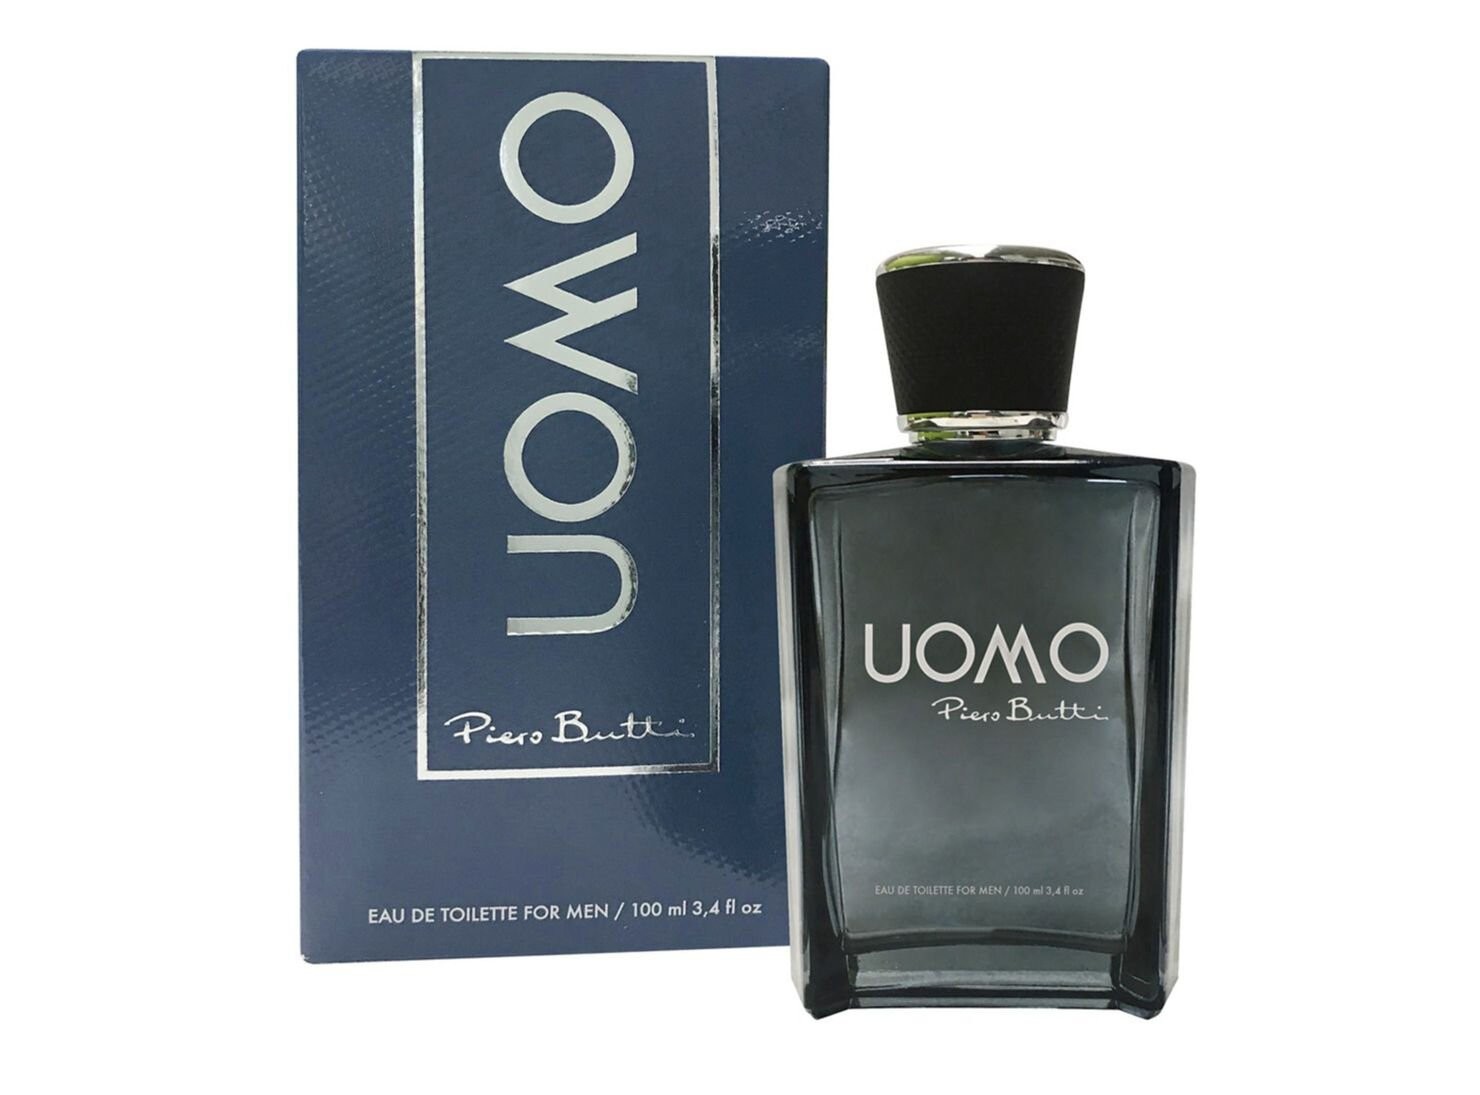 UOMO
Piero Butti
EAU DE TOILETTE FOR MEN / 100 ml 3,4 fl oz
UOMO
Piero Butti
EAU DE TOILETTE FOR MEN / 100 ml 3,4 fl oz